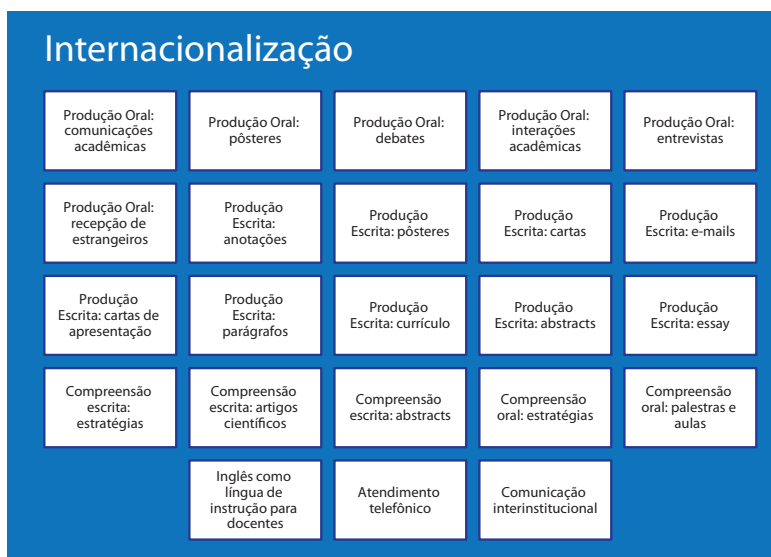 Internacionalização
Produção Oral:
comunicações
acadêmicas
Produção Oral:
pôsteres
Produção Oral:
debates
Produção Oral:
interações
acadêmicas
Produção Oral:
entrevistas
Produção Oral:
recepção de
estrangeiros
Produção
Escrita:
anotações
Produção
Escrita: pôsteres
Produção
Escrita: cartas
Produção
Escrita: e-mails
Produção
Escrita: cartas de
apresentação
Produção
Escrita:
parágrafos
Produção
Escrita: currículo
Produção
Escrita: abstracts
Produção
Escrita: essay
Compreensão
escrita:
estratégias
Compreensão
escrita: artigos
científicos
Compreensão
escrita: abstracts
Compreensão
oral: estratégias
Compreensão
oral: palestras e
aulas
Inglês como
língua de
instrução para
docentes
Atendimento
telefônico
Comunicação
interinstitucional